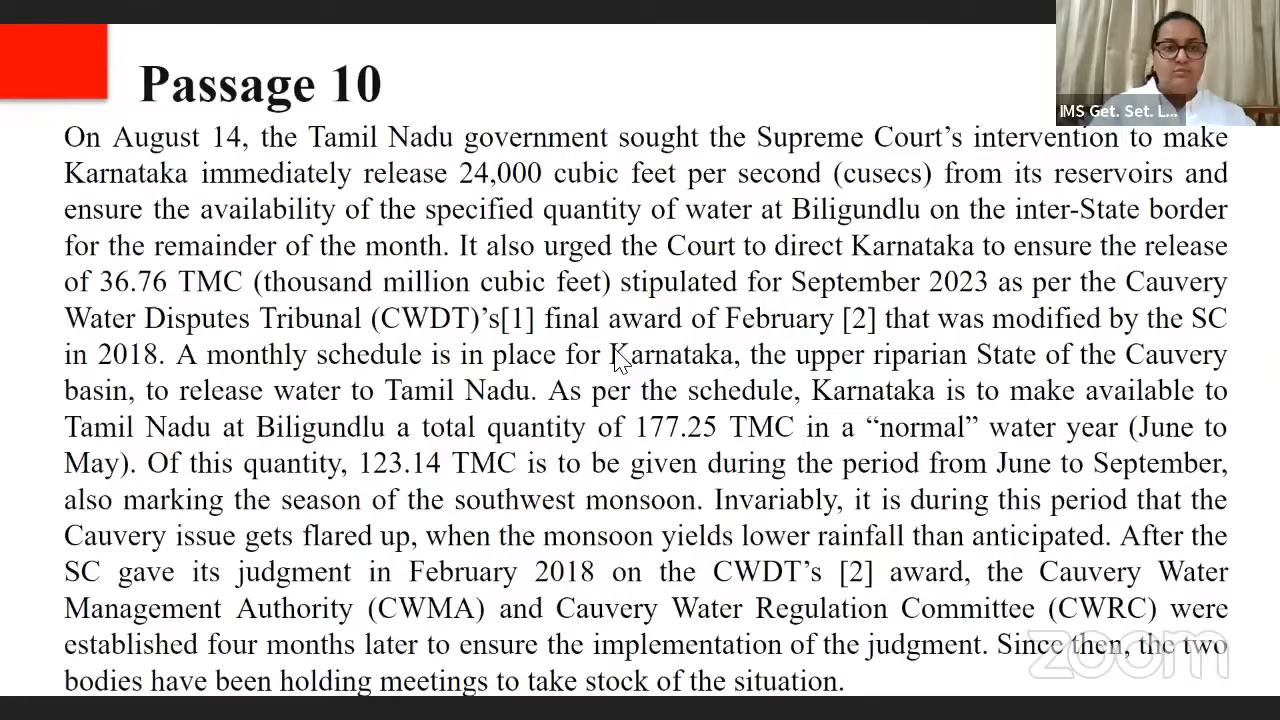 Passage 10
IMS Get. Set. L...
On August 14, the Tamil Nadu government sought the Supreme Court's intervention to make
Karnataka immediately release 24,000 cubic feet per second (cusecs) from its reservoirs and
ensure the availability of the specified quantity of water at Biligundlu on the inter-State border
for the remainder of the month. It also urged the Court to direct Karnataka to ensure the release
of 36.76 TMC (thousand million cubic feet) stipulated for September 2023 as per the Cauvery
Water Disputes Tribunal (CWDT)'s[1] final award of February [2] that was modified by the SC
in 2018. A monthly schedule is in place for Karnataka, the upper riparian State of the Cauvery
basin, to release water to Tamil Nadu. As per the schedule, Karnataka is to make available to
Tamil Nadu at Biligundlu a total quantity of 177.25 TMC in a “normal” water year (June to
May). Of this quantity, 123.14 TMC is to be given during the period from June to September,
also marking the season of the southwest monsoon. Invariably, it is during this period that the
Cauvery issue gets flared up, when the monsoon yields lower rainfall than anticipated. After the
SC gave its judgment in February 2018 on the CWDT's [2] award, the Cauvery Water
Management Authority (CWMA) and Cauvery Water Regulation Committee (CWRC) were
established four months later to ensure the implementation of the judgment. Since then, the two
bodies have been holding meetings to take stock of the situation.
zoom